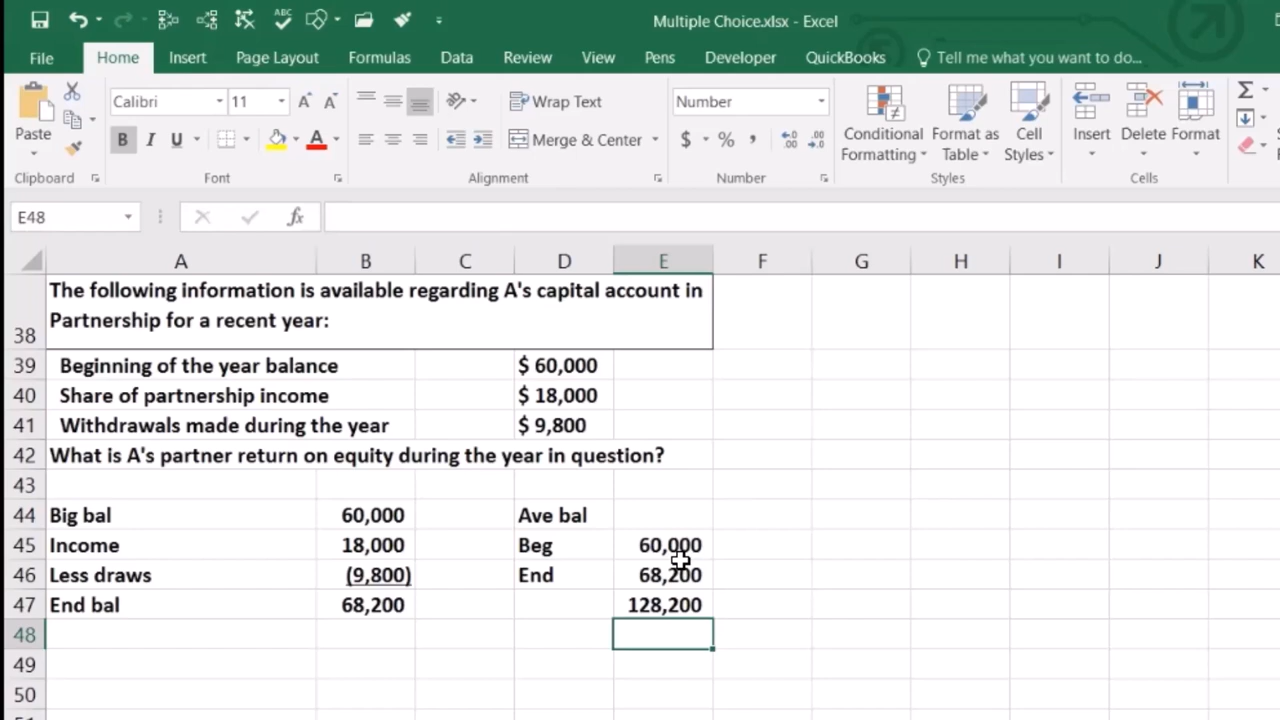 ABC
Multiple Choice.xlsx - Excel
File Home Insert Page Layout Formulas Data Review View Pens Developer QuickBooks Tell me what you want to do...
Paste
Calibri 11 A A Wrap Text Number
B I U A Merge & Center $ % , .00 .0
Conditional Formatting
Format as Table
Cell Styles
Insert Delete Format
Clipboard Font Alignment Number Styles Cells
E48 fx
A B C D E F G H I J K
38 The following information is available regarding A's capital account in
Partnership for a recent year:
39 Beginning of the year balance $ 60,000
40 Share of partnership income $ 18,000
41 Withdrawals made during the year $ 9,800
42 What is A's partner return on equity during the year in question?
43
44 Big bal 60,000 Ave bal
45 Income 18,000 Beg 60,000
46 Less draws (9,800) End 68,200
47 End bal 68,200 128,200
48
49
50